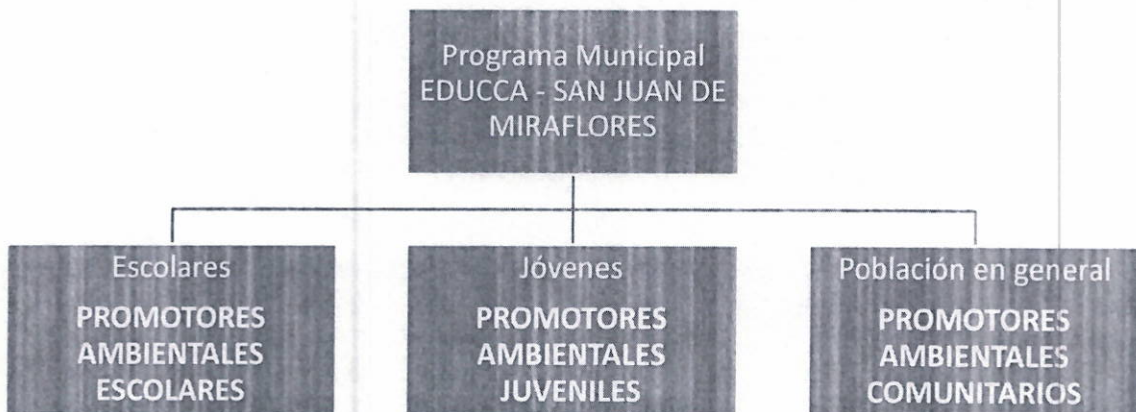 Programa Municipal
EDUCCA - SAN JUAN DE
MIRAFLORES
Escolares
PROMOTORES
AMBIENTALES
ESCOLARES
Jóvenes
PROMOTORES
AMBIENTALES
JUVENILES
Población en general
PROMOTORES
AMBIENTALES
COMUNITARIOS